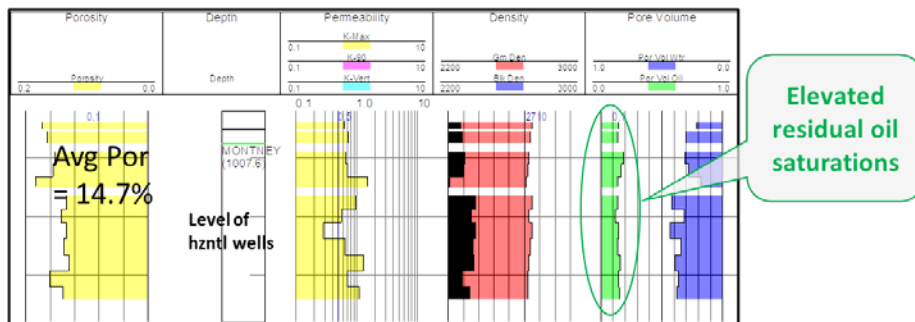 Porosity
Depth
Permeability
Density
Pore Volume
K-Max
0.1 10
K-90
0.1 10
K-Vert
0.1 10
Gm Den
2200 3000
Blk Den
2200 3000
Por Vol Wtr
1.0 0.0
Por Vol Oil
0.0 1.0
Porosity
0.2 0.0
Depth
0.1
0.1 1.0 10
0.5
2710
0
MONTNEY
(1007.6)
Avg Por
= 14.7%
Level of
hzntl wells
Elevated
residual oil
saturations